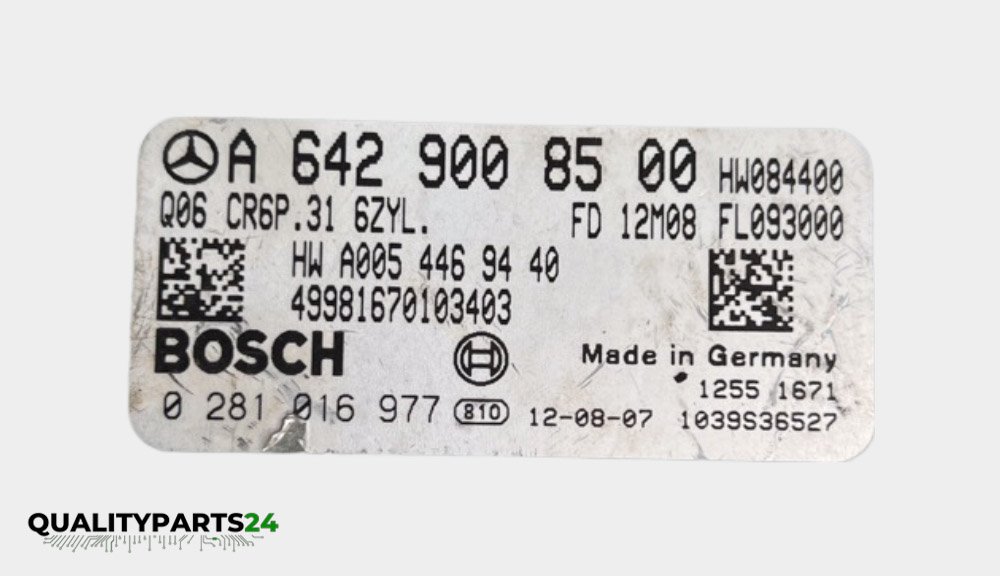 A 642 900 85 00 HW084400
Q06 CR6P.31 6ZYL. FD 12M08 FL093000
HW A005 446 94 40
49981670103403
BOSCH Made in Germany
1255 1671
0 281 016 977 810 12-08-07 1039S36527
QUALITYPARTS24